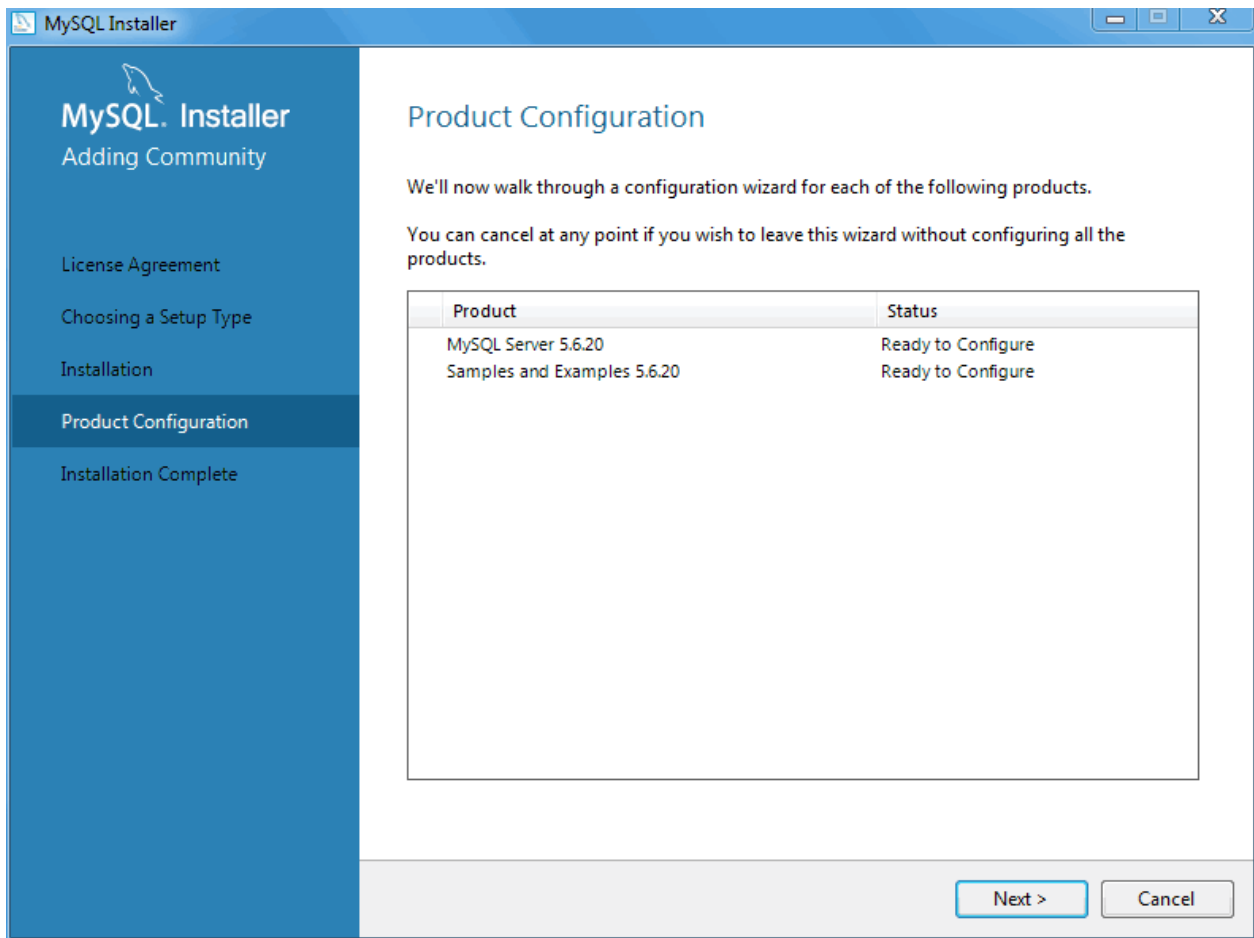 MySQL Installer
MySQL. Installer
Adding Community
License Agreement
Choosing a Setup Type
Installation
Product Configuration
Installation Complete
Product Configuration
We'll now walk through a configuration wizard for each of the following products.
You can cancel at any point if you wish to leave this wizard without configuring all the
products.
Product Status
MySQL Server 5.6.20 Ready to Configure
Samples and Examples 5.6.20 Ready to Configure
Next > Cancel